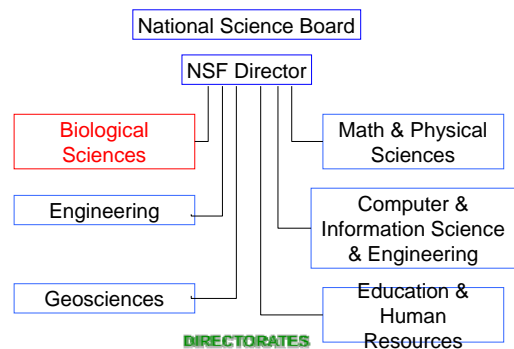 National Science Board
NSF Director
Biological
Sciences
Math & Physical
Sciences
Engineering
Computer &
Information Science
& Engineering
Geosciences
Education &
Human
Resources
DIRECTORATES